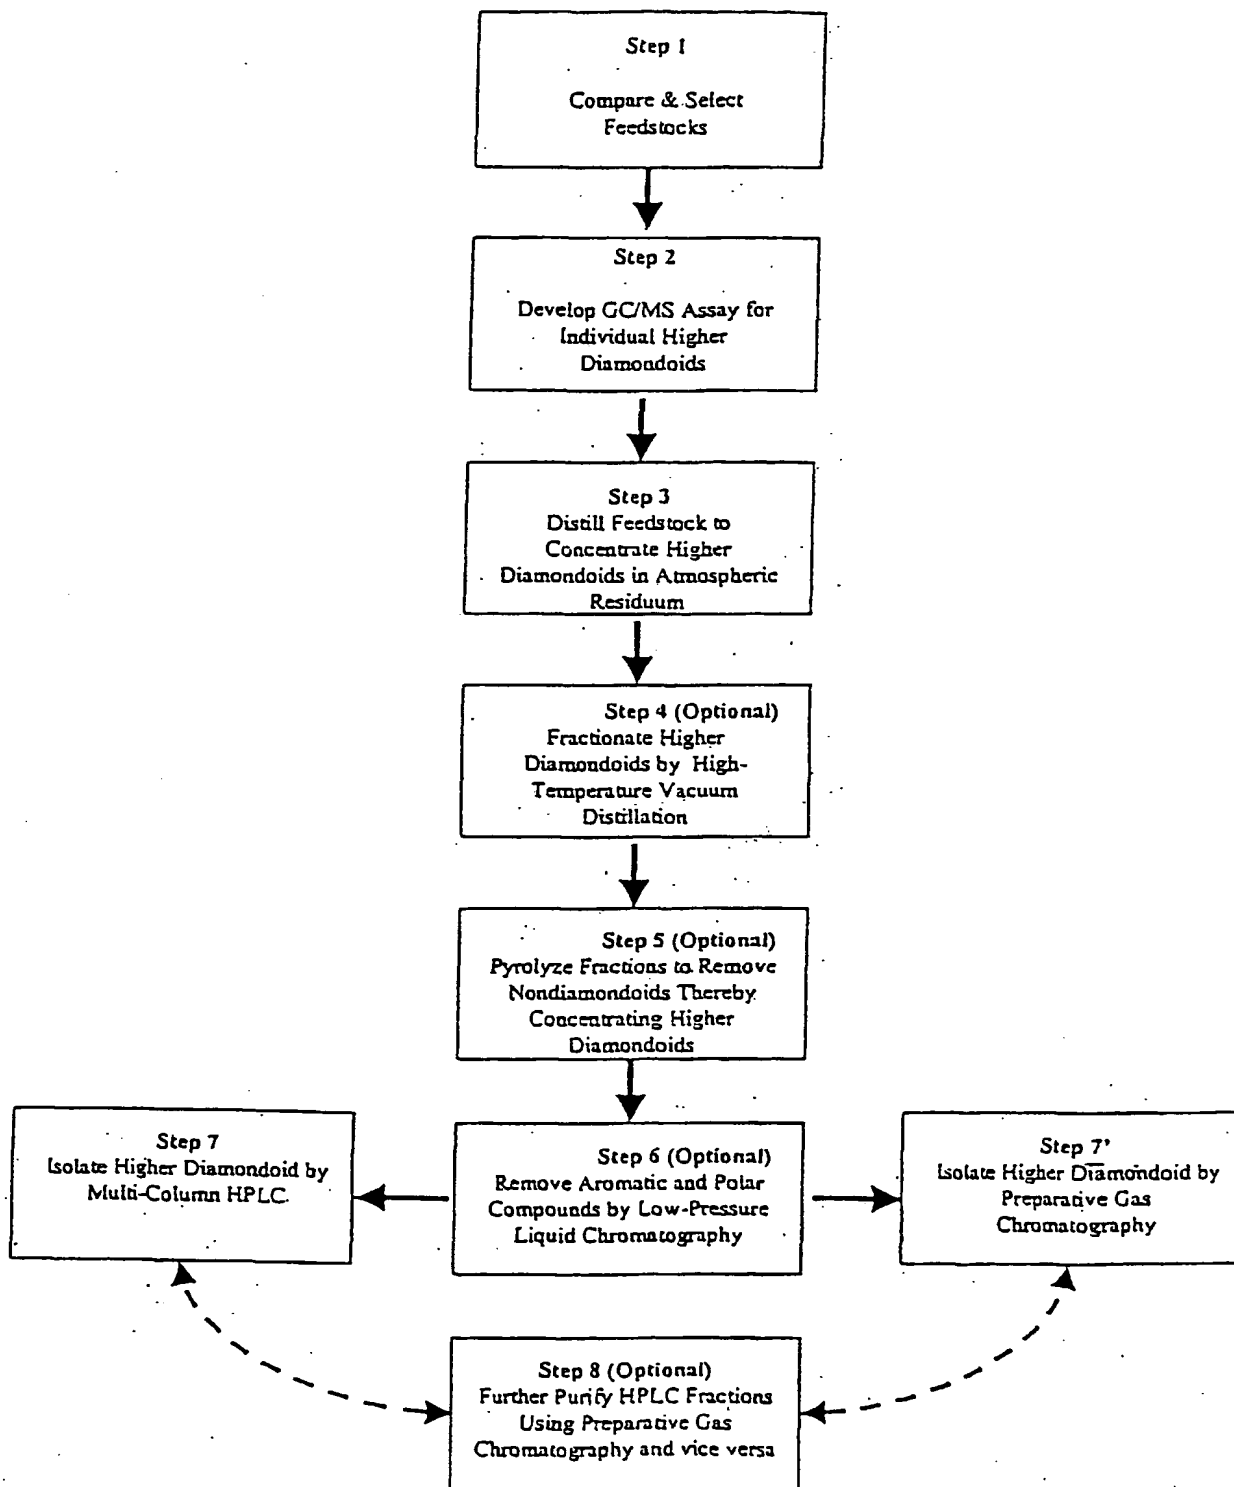 Step 1
Compare & Select
Feedstocks
Step 2
Develop GC/MS Assay for
Individual Higher
Diamondoids
Step 3
Distill Feedstock to
Concentrate Higher
Diamondoids in Atmospheric
Residuum
Step 4 (Optional)
Fractionate Higher
Diamondoids by High-
Temperature Vacuum
Distillation
Step 5 (Optional)
Pyrolyze Fractions to Remove
Nondiamondoids Thereby
Concentrating Higher
Diamondoids
Step 7
Isolate Higher Diamondoid by
Multi-Column HPLC.
Step 6 (Optional)
Remove Aromatic and Polar
Compounds by Low-Pressure
Liquid Chromatography
Step 7'
Isolate Higher Diamondoid by
Preparative Gas
Chromatography
Step 8 (Optional)
Further Purify HPLC Fractions
Using Preparative Gas
Chromatography and vice versa